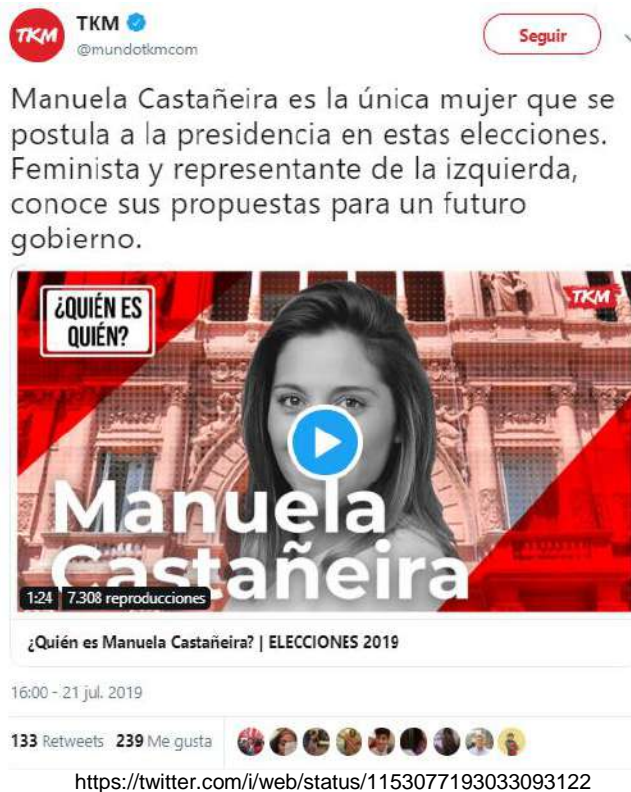 TKM
TKM
@mundotkmcom
Seguir
Manuela Castañeira es la única mujer que se
postula a la presidencia en estas elecciones.
Feminista y representante de la izquierda,
conoce sus propuestas para un futuro
gobierno.
¿QUIÉN ES
QUIÉN?
TKM
Manuela
Castañeira
1:24 7.308 reproducciones
¿Quién es Manuela Castañeira? | ELECCIONES 2019
16:00 - 21 jul. 2019
133 Retweets 239 Me gusta
https://twitter.com/i/web/status/1153077193033093122